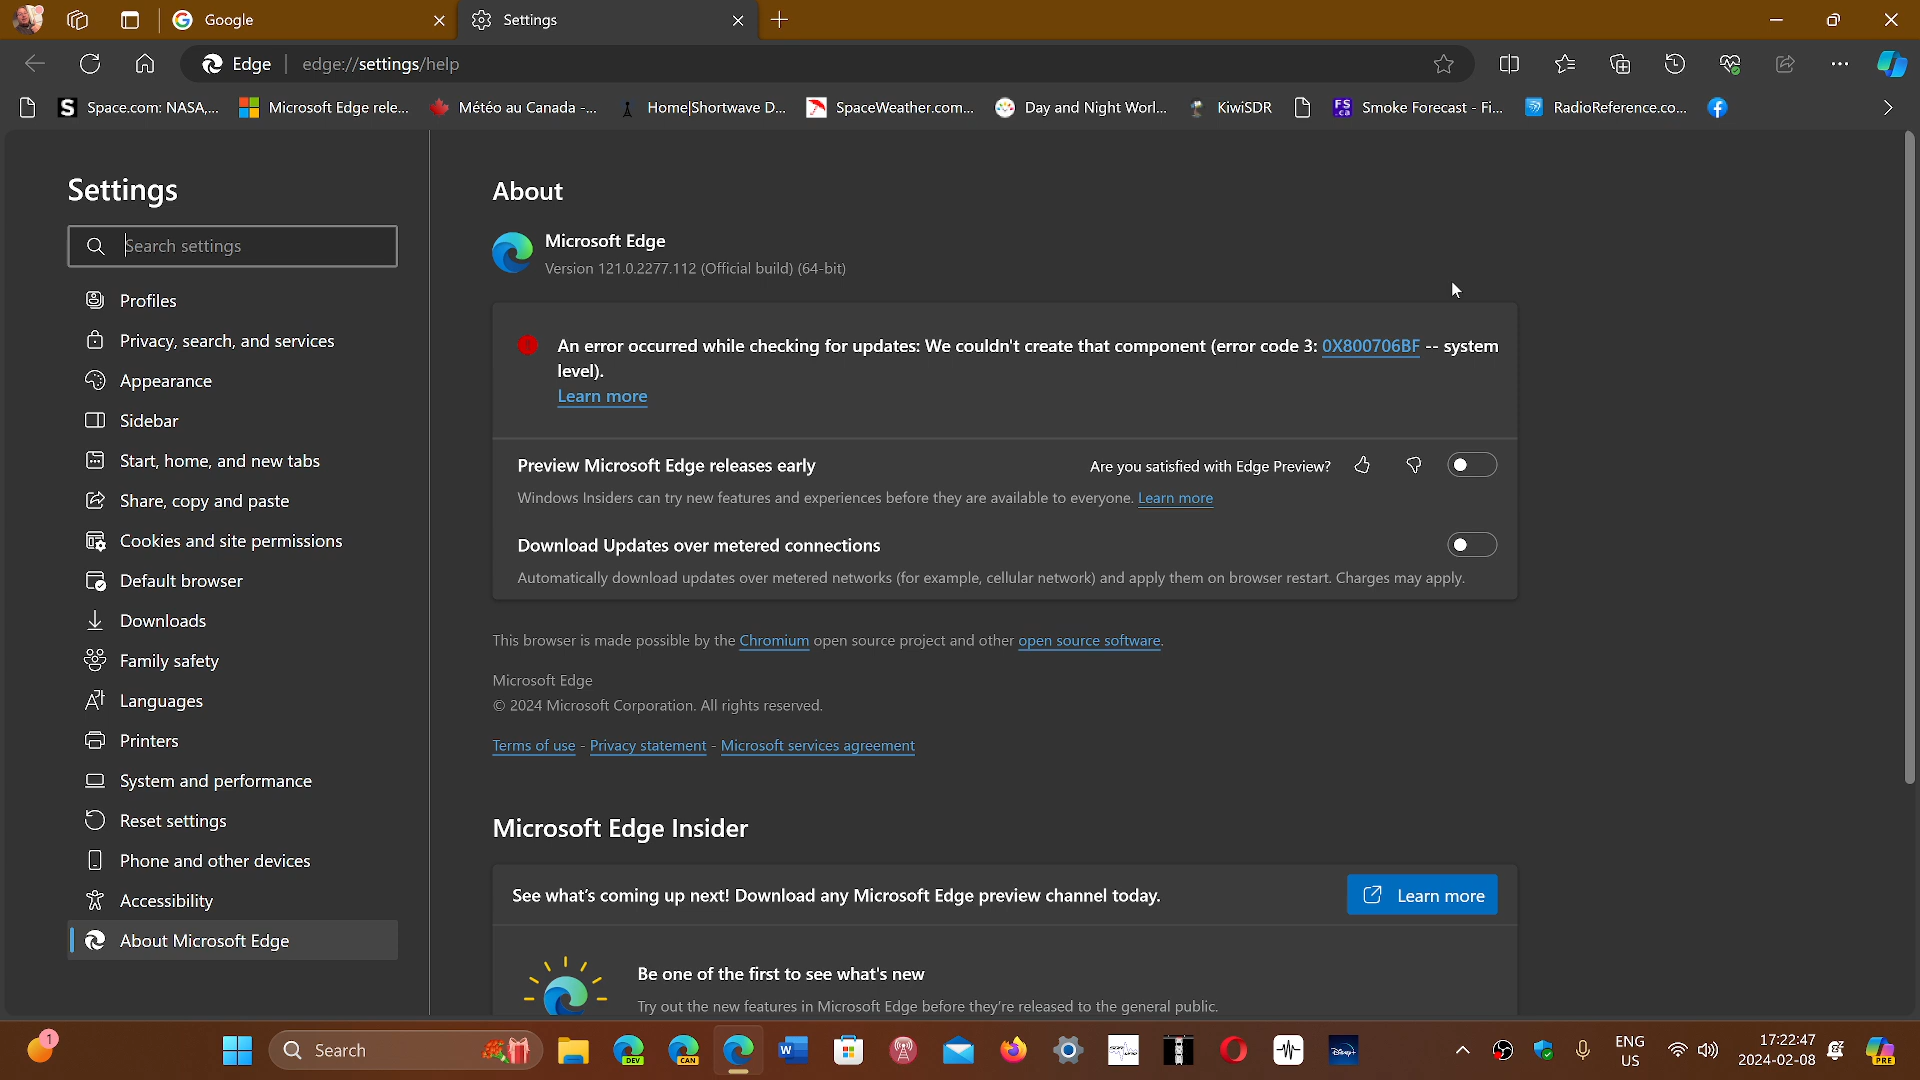 Google
Settings
Edge
edge://settings/help
Space.com: NASA,...
Microsoft Edge rele...
Météo au Canada -...
Home|Shortwave D...
SpaceWeather.com...
Day and Night Worl...
KiwiSDR
Smoke Forecast - Fi...
RadioReference.co...
Settings
Search settings
Profiles
Privacy, search, and services
Appearance
Sidebar
Start, home, and new tabs
Share, copy and paste
Cookies and site permissions
Default browser
Downloads
Family safety
Languages
Printers
System and performance
Reset settings
Phone and other devices
Accessibility
About Microsoft Edge
About
Microsoft Edge
Version 121.0.2277.112 (Official build) (64-bit)
An error occurred while checking for updates: We couldn't create that component (error code 3: 0X800706BF -- system
level).
Learn more
Preview Microsoft Edge releases early
Are you satisfied with Edge Preview?
Windows Insiders can try new features and experiences before they are available to everyone. Learn more
Download Updates over metered connections
Automatically download updates over metered networks (for example, cellular network) and apply them on browser restart. Charges may apply.
This browser is made possible by the Chromium open source project and other open source software.
Microsoft Edge
© 2024 Microsoft Corporation. All rights reserved.
Terms of use - Privacy statement - Microsoft services agreement
Microsoft Edge Insider
See what's coming up next! Download any Microsoft Edge preview channel today.
Learn more
Be one of the first to see what's new
Try out the new features in Microsoft Edge before they're released to the general public.
1
Search
DEV
CAN
Disney+
ENG
US
17:22:47
2024-02-08
PRE